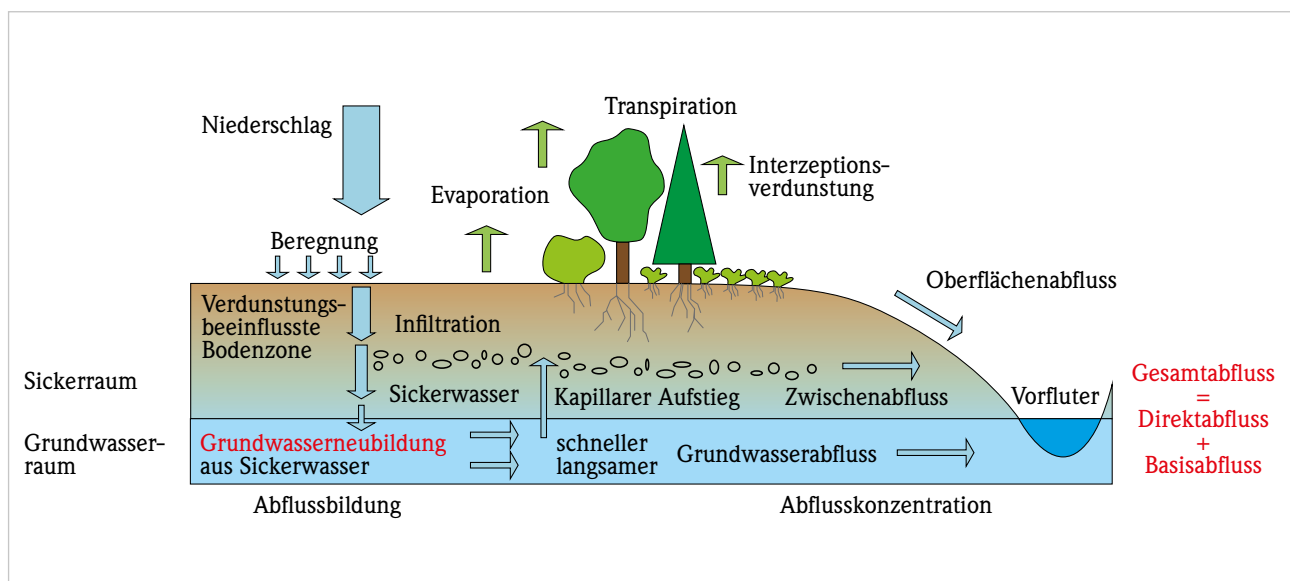 Transpiration
Niederschlag
Interzeptions-
verdunstung
Evaporation
Beregnung
Oberflächenabfluss
Verdunstungs-
beeinflusste
Bodenzone
Infiltration
Sickerraum
Sickerwasser
Kapillarer Aufstieg
Zwischenabfluss
Vorfluter
Gesamtabfluss
=
Direktabfluss
+
Basisabfluss
Grundwasser-
raum
Grundwasserneubildung
aus Sickerwasser
schneller
langsamer
Grundwasserabfluss
Abflussbildung
Abflusskonzentration